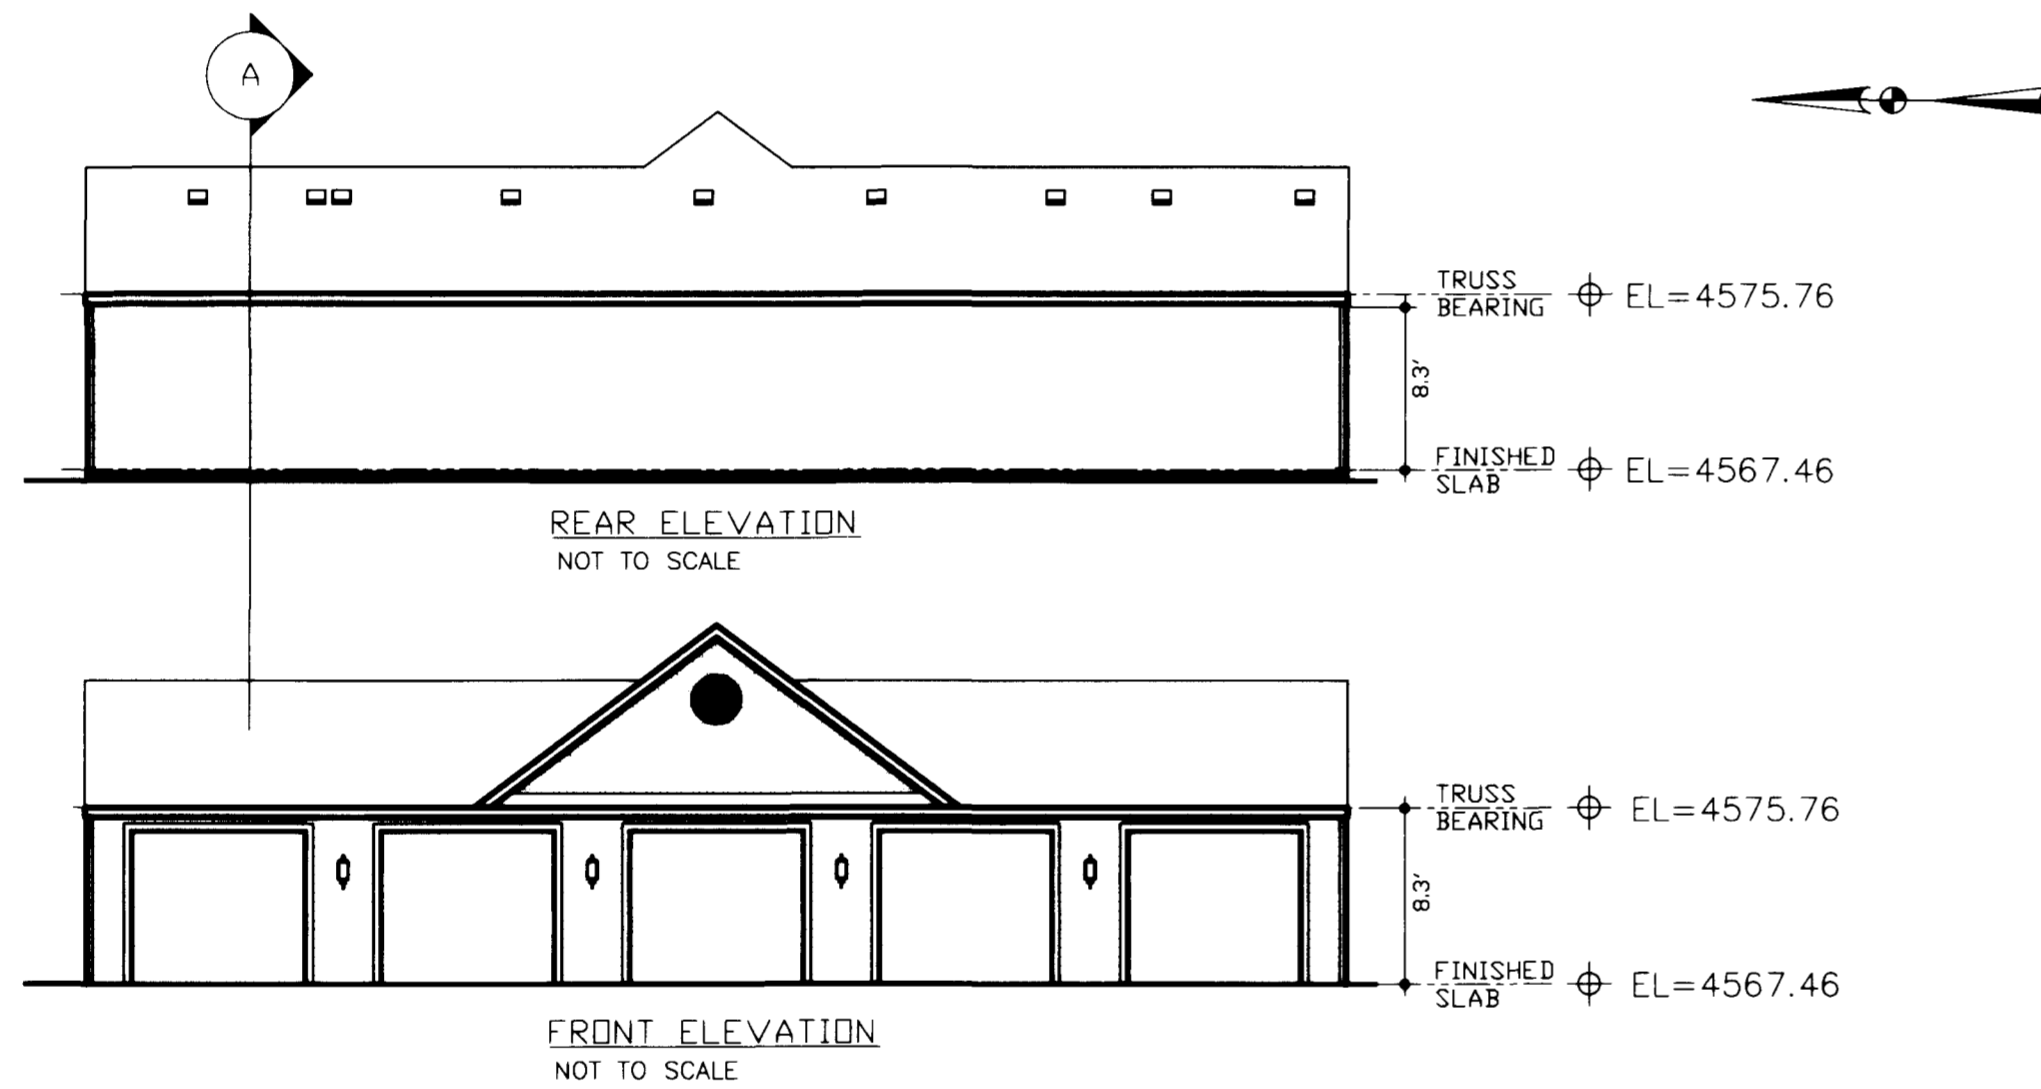 A
TRUSS
BEARING
EL=4575.76
8.3'
FINISHED
SLAB
EL=4567.46
REAR ELEVATION
NOT TO SCALE
TRUSS
BEARING
EL=4575.76
8.3'
FINISHED
SLAB
EL=4567.46
FRONT ELEVATION
NOT TO SCALE